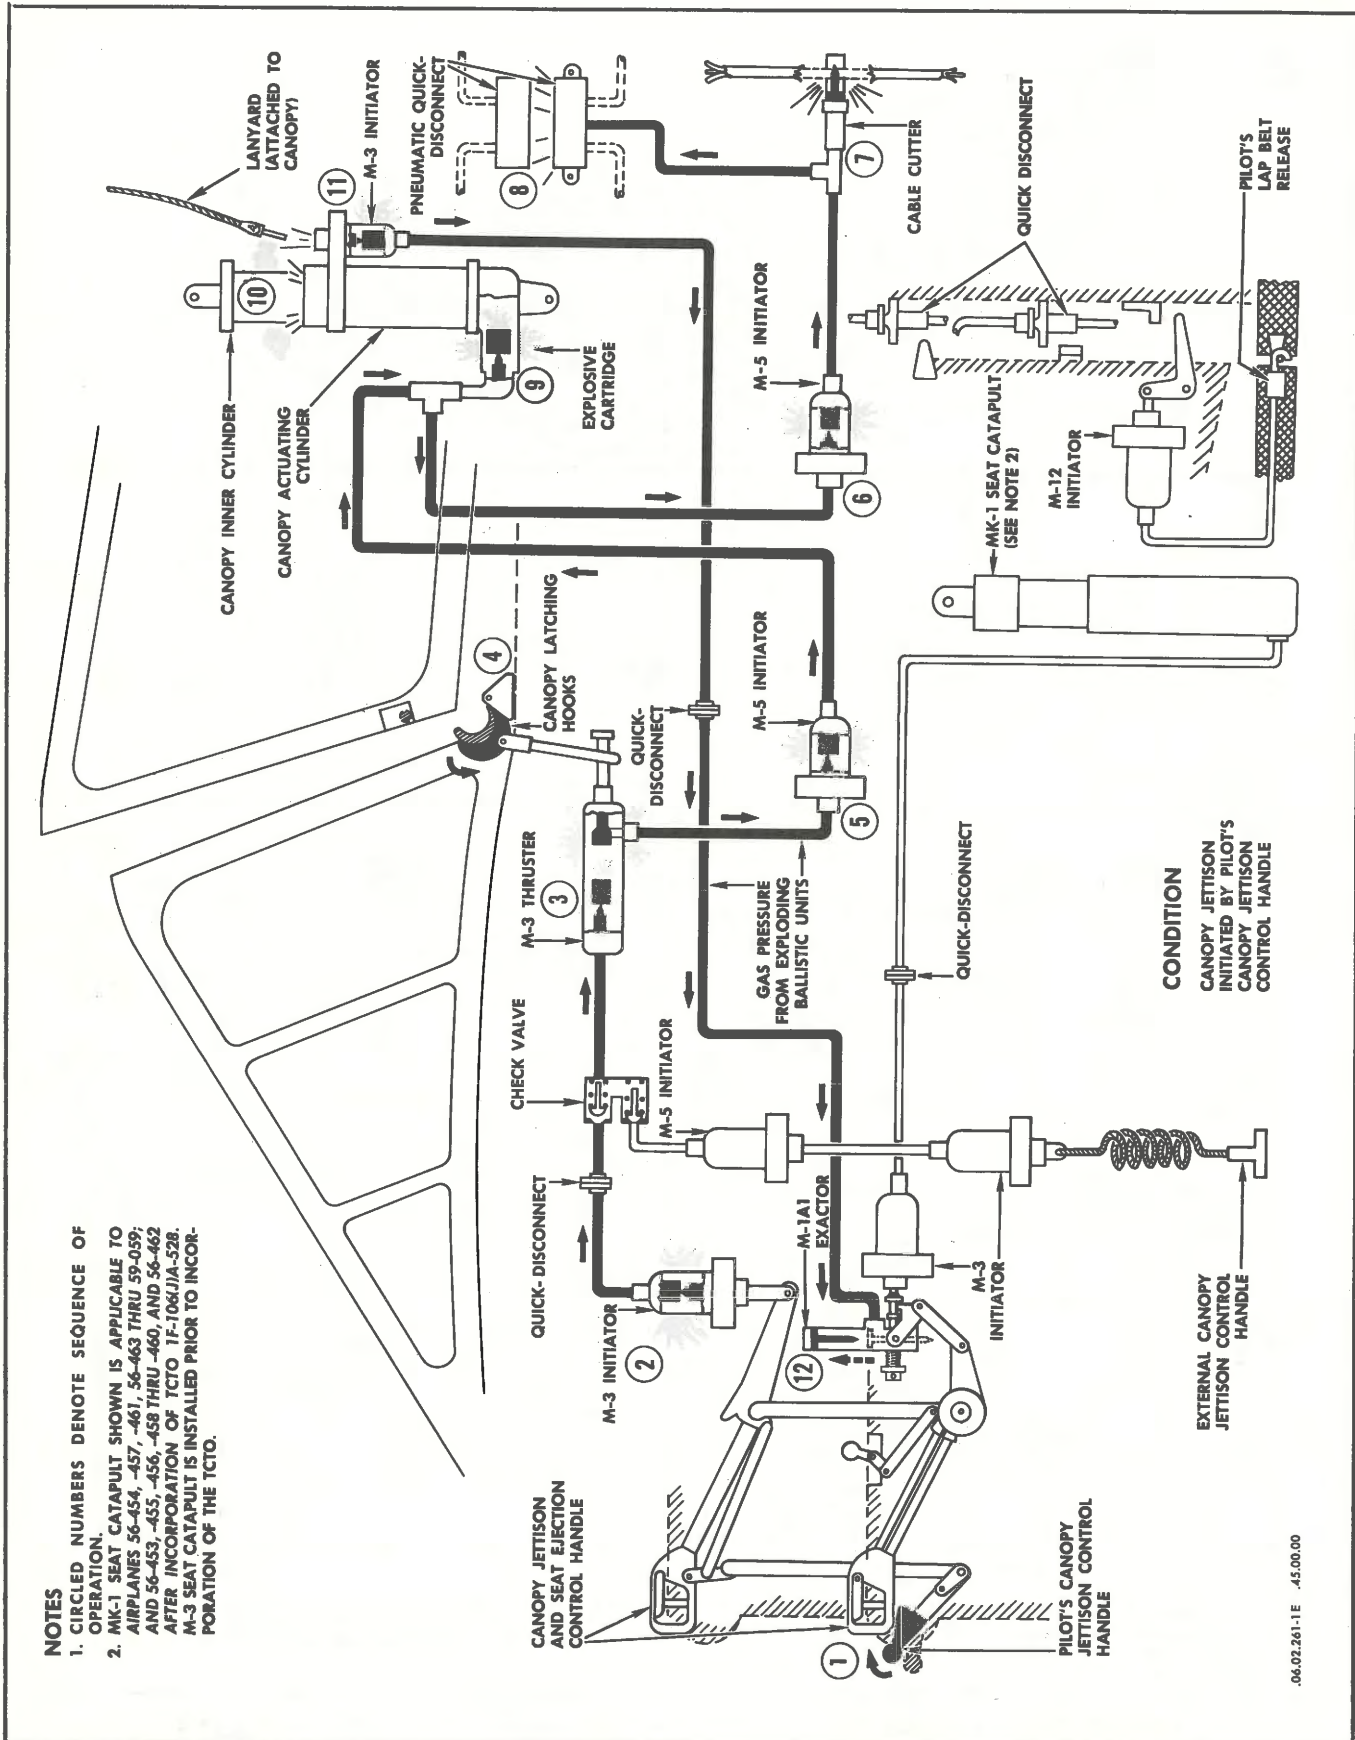 NOTES
1. CIRCLED NUMBERS DENOTE SEQUENCE OF
OPERATION.
2. MK-1 SEAT CATAPULT SHOWN IS APPLICABLE TO
AIRPLANES 56-454, -457, -461, 56-463 THRU 59-059;
AND 56-453, -455, -456, -458 THRU -460, AND 56-462
AFTER INCORPORATION OF TCTO 1F-106(J)A-528.
M-3 SEAT CATAPULT IS INSTALLED PRIOR TO INCOR-
PORATION OF THE TCTO.
LANYARD
(ATTACHED TO
CANOPY)
11
M-3 INITIATOR
CANOPY INNER CYLINDER
10
CANOPY ACTUATING
CYLINDER
PNEUMATIC QUICK-
DISCONNECT
8
9
EXPLOSIVE
CARTRIDGE
4
CANOPY LATCHING
HOOKS
M-3 THRUSTER
3
CHECK VALVE
QUICK-DISCONNECT
M-3 INITIATOR
2
CANOPY JETTISON
AND SEAT EJECTION
CONTROL HANDLE
QUICK-
DISCONNECT
M-5 INITIATOR
5
M-5 INITIATOR
6
7
CABLE CUTTER
GAS PRESSURE
FROM EXPLODING
BALLISTIC UNITS
M-5 INITIATOR
M-1A1
EXACTOR
12
1
PILOT'S CANOPY
JETTISON CONTROL
HANDLE
M-3
INITIATOR
EXTERNAL CANOPY
JETTISON CONTROL
HANDLE
QUICK-DISCONNECT
MK-1 SEAT CATAPULT
(SEE NOTE 2)
M-12
INITIATOR
QUICK DISCONNECT
PILOT'S
LAP BELT
RELEASE
CONDITION
CANOPY JETTISON
INITIATED BY PILOT'S
CANOPY JETTISON
CONTROL HANDLE
.06.02.261-1E .45.00.00